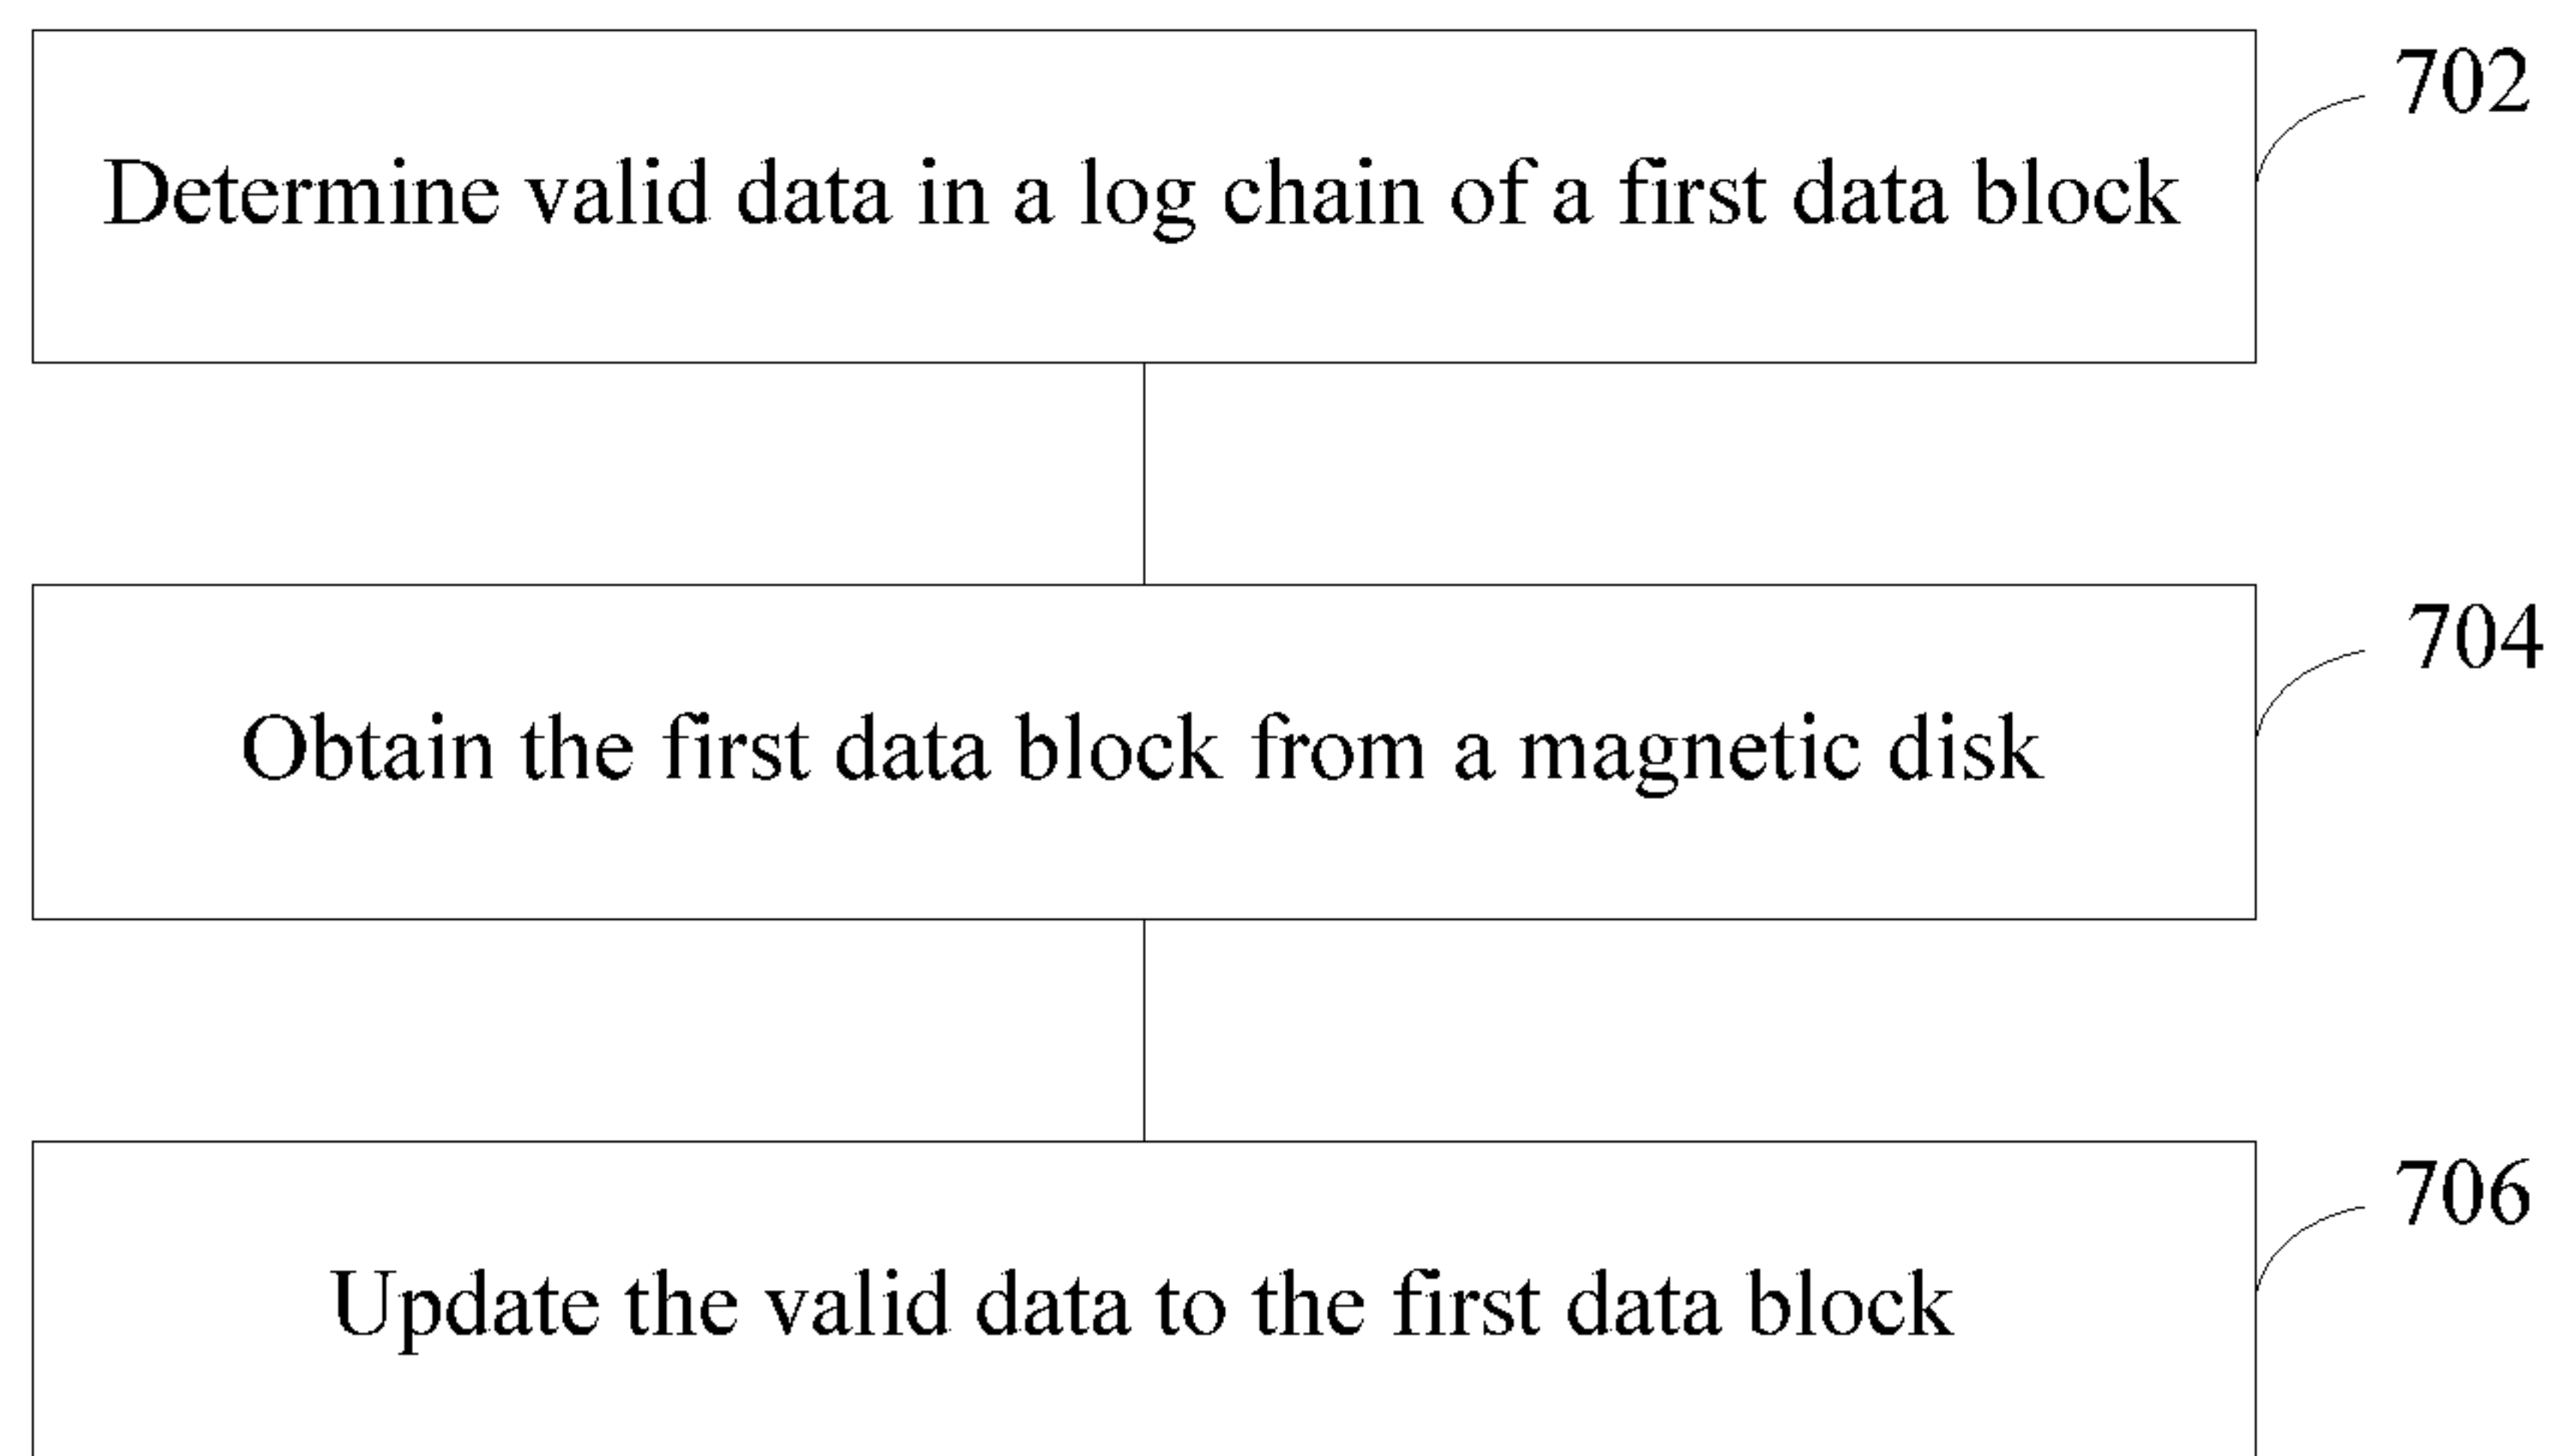 702
Determine valid data in a log chain of a first data block
704
Obtain the first data block from a magnetic disk
706
Update the valid data to the first data block